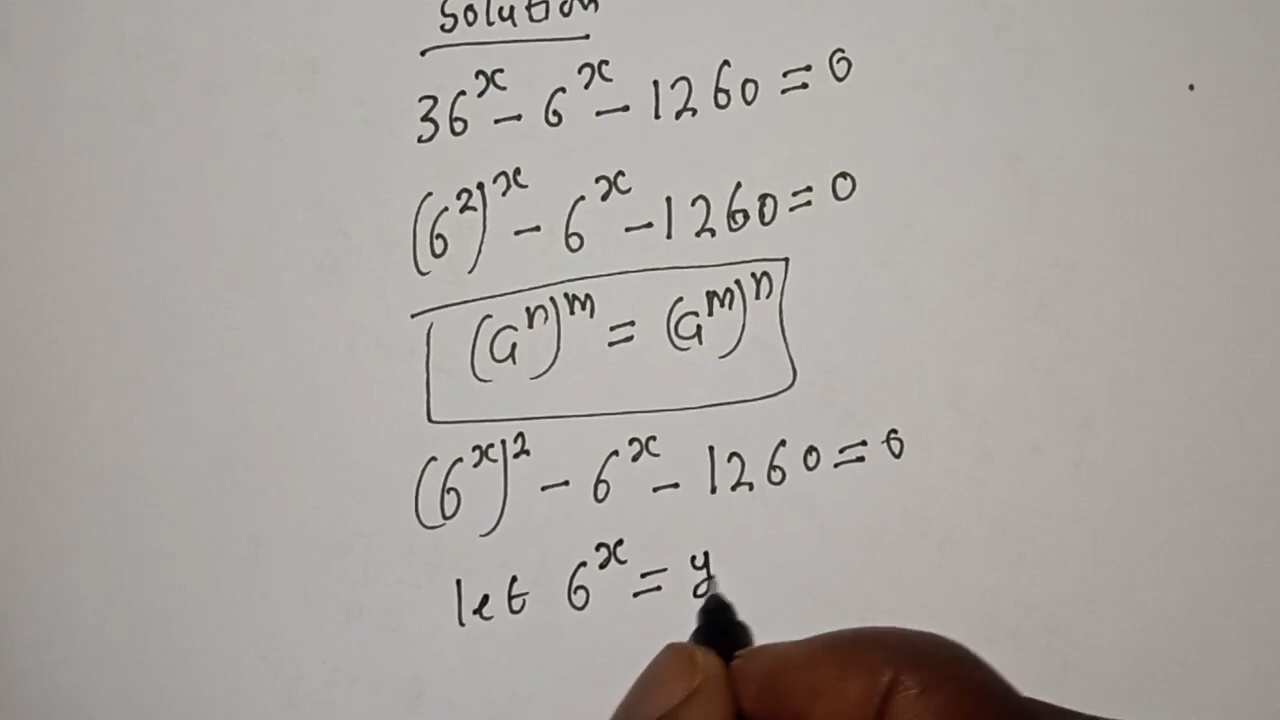 Solution
36^x - 6^x - 1260 = 0
(6^2)^x - 6^x - 1260 = 0
(a^n)^m = (a^m)^n
(6^x)^2 - 6^x - 1260 = 0
let 6^x = y